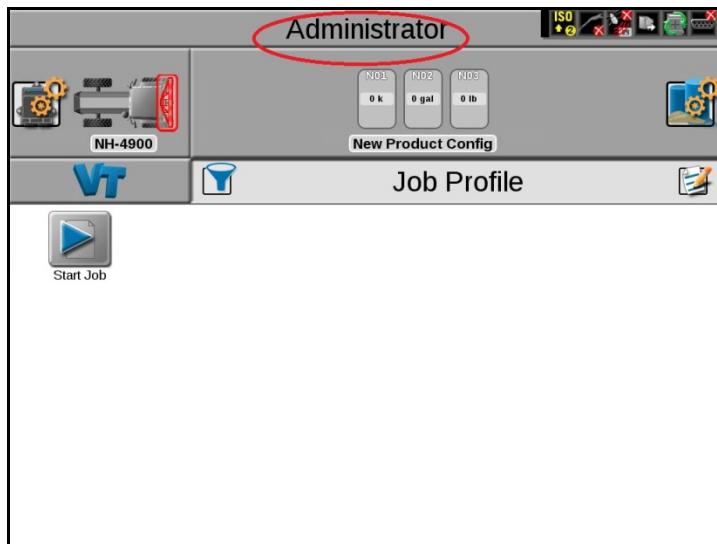 Administrator
ISO
2
N01 N02 N03
0 k 0 gal 0 lb
NH-4900
New Product Config
VT
Job Profile
Start Job